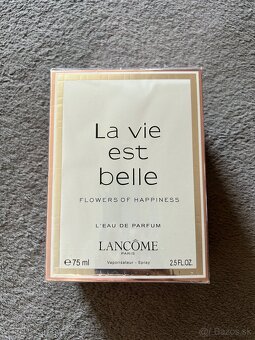 La vie
est
belle
FLOWERS OF HAPPINESS
L'EAU DE PARFUM
LANCÔME
PARIS
℮ 75 ml Vaporisateur - Spray 2.5 FL.OZ.
bazos.sk